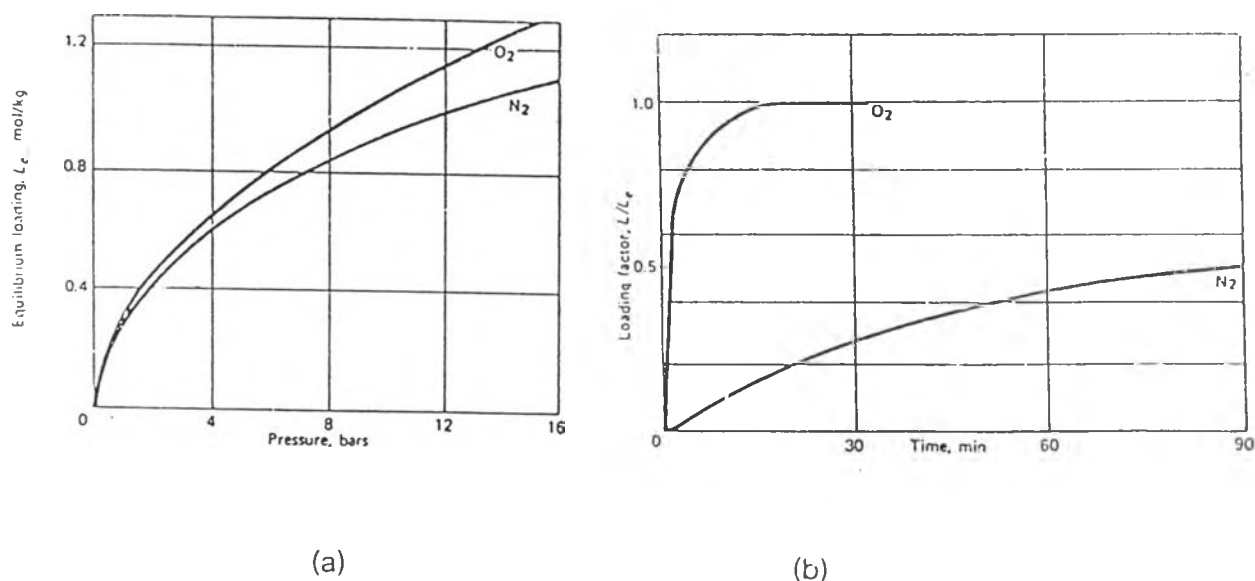 1.2
0.8
0.4
0
4
8
12
16
O2
N2
Equilibrium loading, Le mol/kg
Pressure, bars
1.0
0.5
0
30
60
90
O2
N2
Loading factor, L/Le
Time, min
(a)
(b)